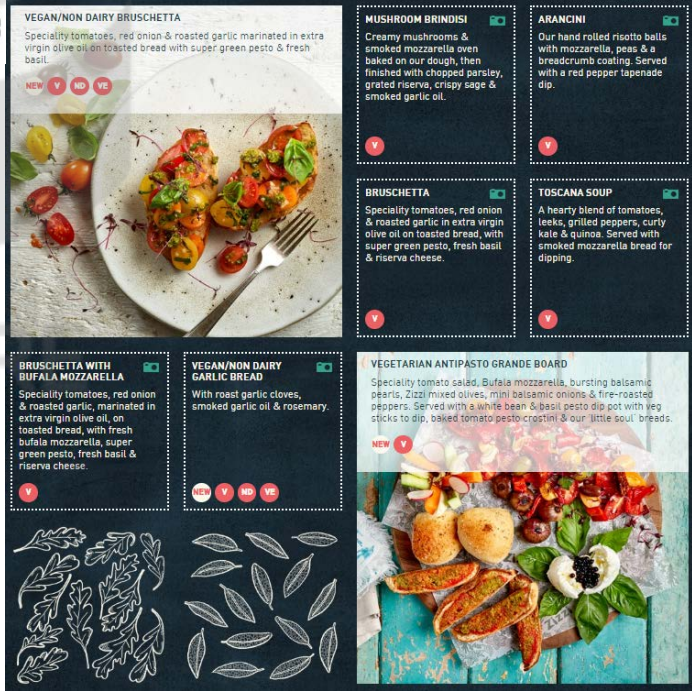 VEGAN/NON DAIRY BRUSCHETTA
Speciality tomatoes, red onion & roasted garlic marinated in extra
virgin olive oil on toasted bread with super green pesto & fresh
basil.
NEW V ND VE
MUSHROOM BRINDISI
Creamy mushrooms &
smoked mozzarella oven
baked on our dough, then
finished with chopped parsley,
grated riserva, crispy sage &
smoked garlic oil.
V
ARANCINI
Our hand rolled risotto balls
with mozzarella, peas & a
breadcrumb coating. Served
with a red pepper tapenade
dip.
V
BRUSCHETTA
Speciality tomatoes, red onion
& roasted garlic in extra virgin
olive oil on toasted bread, with
super green pesto, fresh basil
& riserva cheese.
V
TOSCANA SOUP
A hearty blend of tomatoes,
leeks, grilled peppers, curly
kale & quinoa. Served with
smoked mozzarella bread for
dipping.
V
BRUSCHETTA WITH
BUFALA MOZZARELLA
Speciality tomatoes, red onion
& roasted garlic, marinated in
extra virgin olive oil, on
toasted bread, with fresh
bufala mozzarella, super
green pesto, fresh basil &
riserva cheese.
V
VEGAN/NON DAIRY
GARLIC BREAD
With roast garlic cloves,
smoked garlic oil & rosemary.
NEW V ND VE
VEGETARIAN ANTIPASTO GRANDE BOARD
Speciality tomato salad, Bufala mozzarella, bursting balsamic
pearls, Zizzi mixed olives, mini balsamic onions & fire-roasted
peppers. Served with a white bean & basil pesto dip pot with veg
sticks to dip, baked tomato pesto crostini & our 'little soul' breads.
NEW V